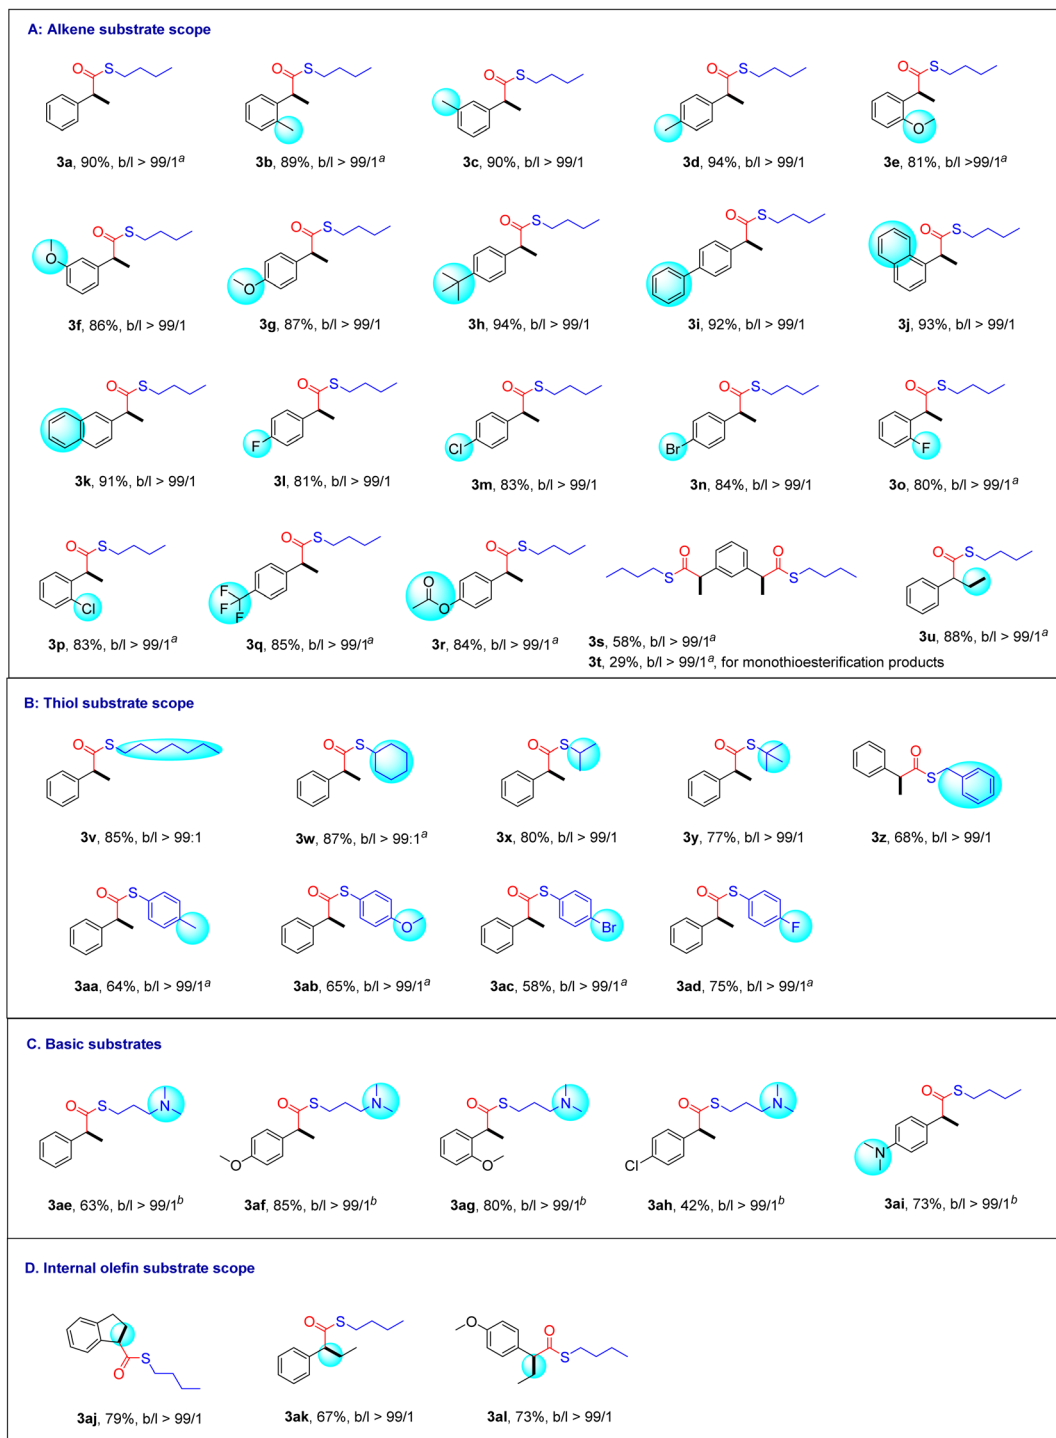 A: Alkene substrate scope
O S
O S
O S
O S
O S
O
3a, 90%, b/l > 99/1a
3b, 89%, b/l > 99/1a
3c, 90%, b/l > 99/1
3d, 94%, b/l > 99/1
3e, 81%, b/l >99/1a
O S
O
O S
O
O S
O S
O S
3f, 86%, b/l > 99/1
3g, 87%, b/l > 99/1
3h, 94%, b/l > 99/1
3i, 92%, b/l > 99/1
3j, 93%, b/l > 99/1
O S
O S
F
O S
Cl
O S
Br
O S
F
3k, 91%, b/l > 99/1
3l, 81%, b/l > 99/1
3m, 83%, b/l > 99/1
3n, 84%, b/l > 99/1
3o, 80%, b/l > 99/1a
O S
Cl
O S
F
F
F
O S
O
O
O O
S S
O S
3p, 83%, b/l > 99/1a
3q, 85%, b/l > 99/1a
3r, 84%, b/l > 99/1a
3s 58%, b/l > 99/1a
3t, 29%, b/l > 99/1a, for monothioesterification products
3u, 88%, b/l > 99/1a
B: Thiol substrate scope
O S
O S
O S
O S
O
S
3v, 85%, b/l > 99:1
3w, 87%, b/l > 99:1a
3x, 80%, b/l > 99/1
3y, 77%, b/l > 99/1
3z, 68%, b/l > 99/1
O S
O S
O
O S
Br
O S
F
3aa, 64%, b/l > 99/1a
3ab, 65%, b/l > 99/1a
3ac, 58%, b/l > 99/1a
3ad, 75%, b/l > 99/1a
C. Basic substrates
O S N
O S N
O
O S N
O
O S N
Cl
O S
N
3ae, 63%, b/l > 99/1b
3af, 85%, b/l > 99/1b
3ag, 80%, b/l > 99/1b
3ah, 42%, b/l > 99/1b
3ai, 73%, b/l > 99/1b
D. Internal olefin substrate scope
S
O
O S
O
O
S
3aj, 79%, b/l > 99/1
3ak, 67%, b/l > 99/1
3al, 73%, b/l > 99/1